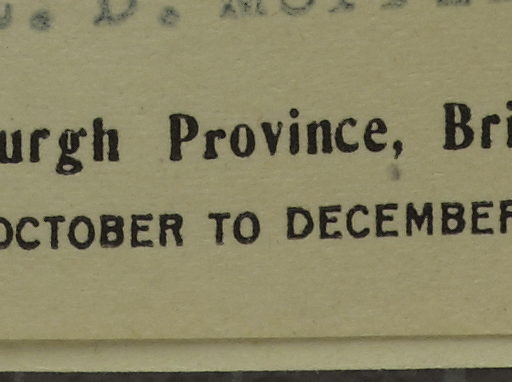 urgh Province, Bri
OCTOBER TO DECEMBER